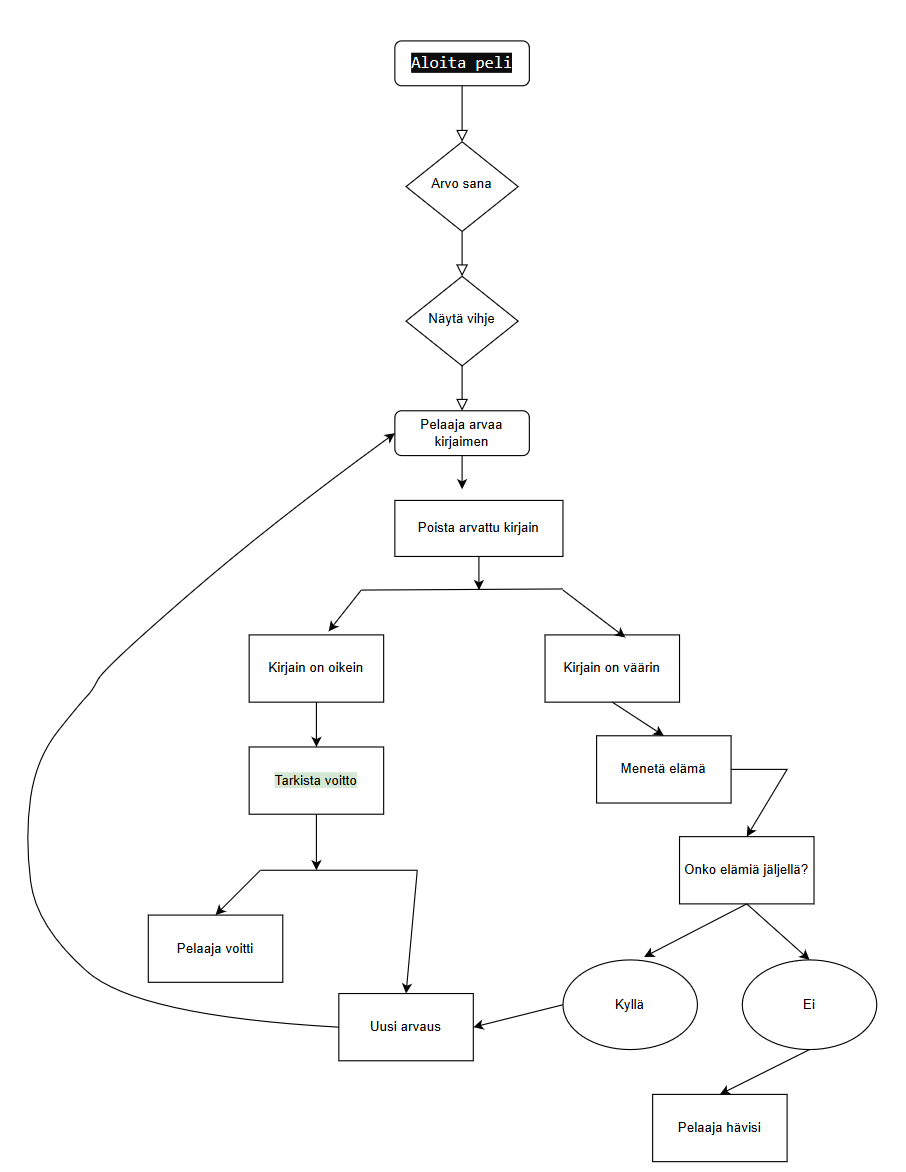 Aloita peli
Arvo sana
Näytä vihje
Pelaaja arvaa
kirjaimen
Poista arvattu kirjain
Kirjain on oikein
Kirjain on väärin
Tarkista voitto
Menetä elämä
Onko elämiä jäljellä?
Pelaaja voitti
Uusi arvaus
Kyllä
Ei
Pelaaja hävisi